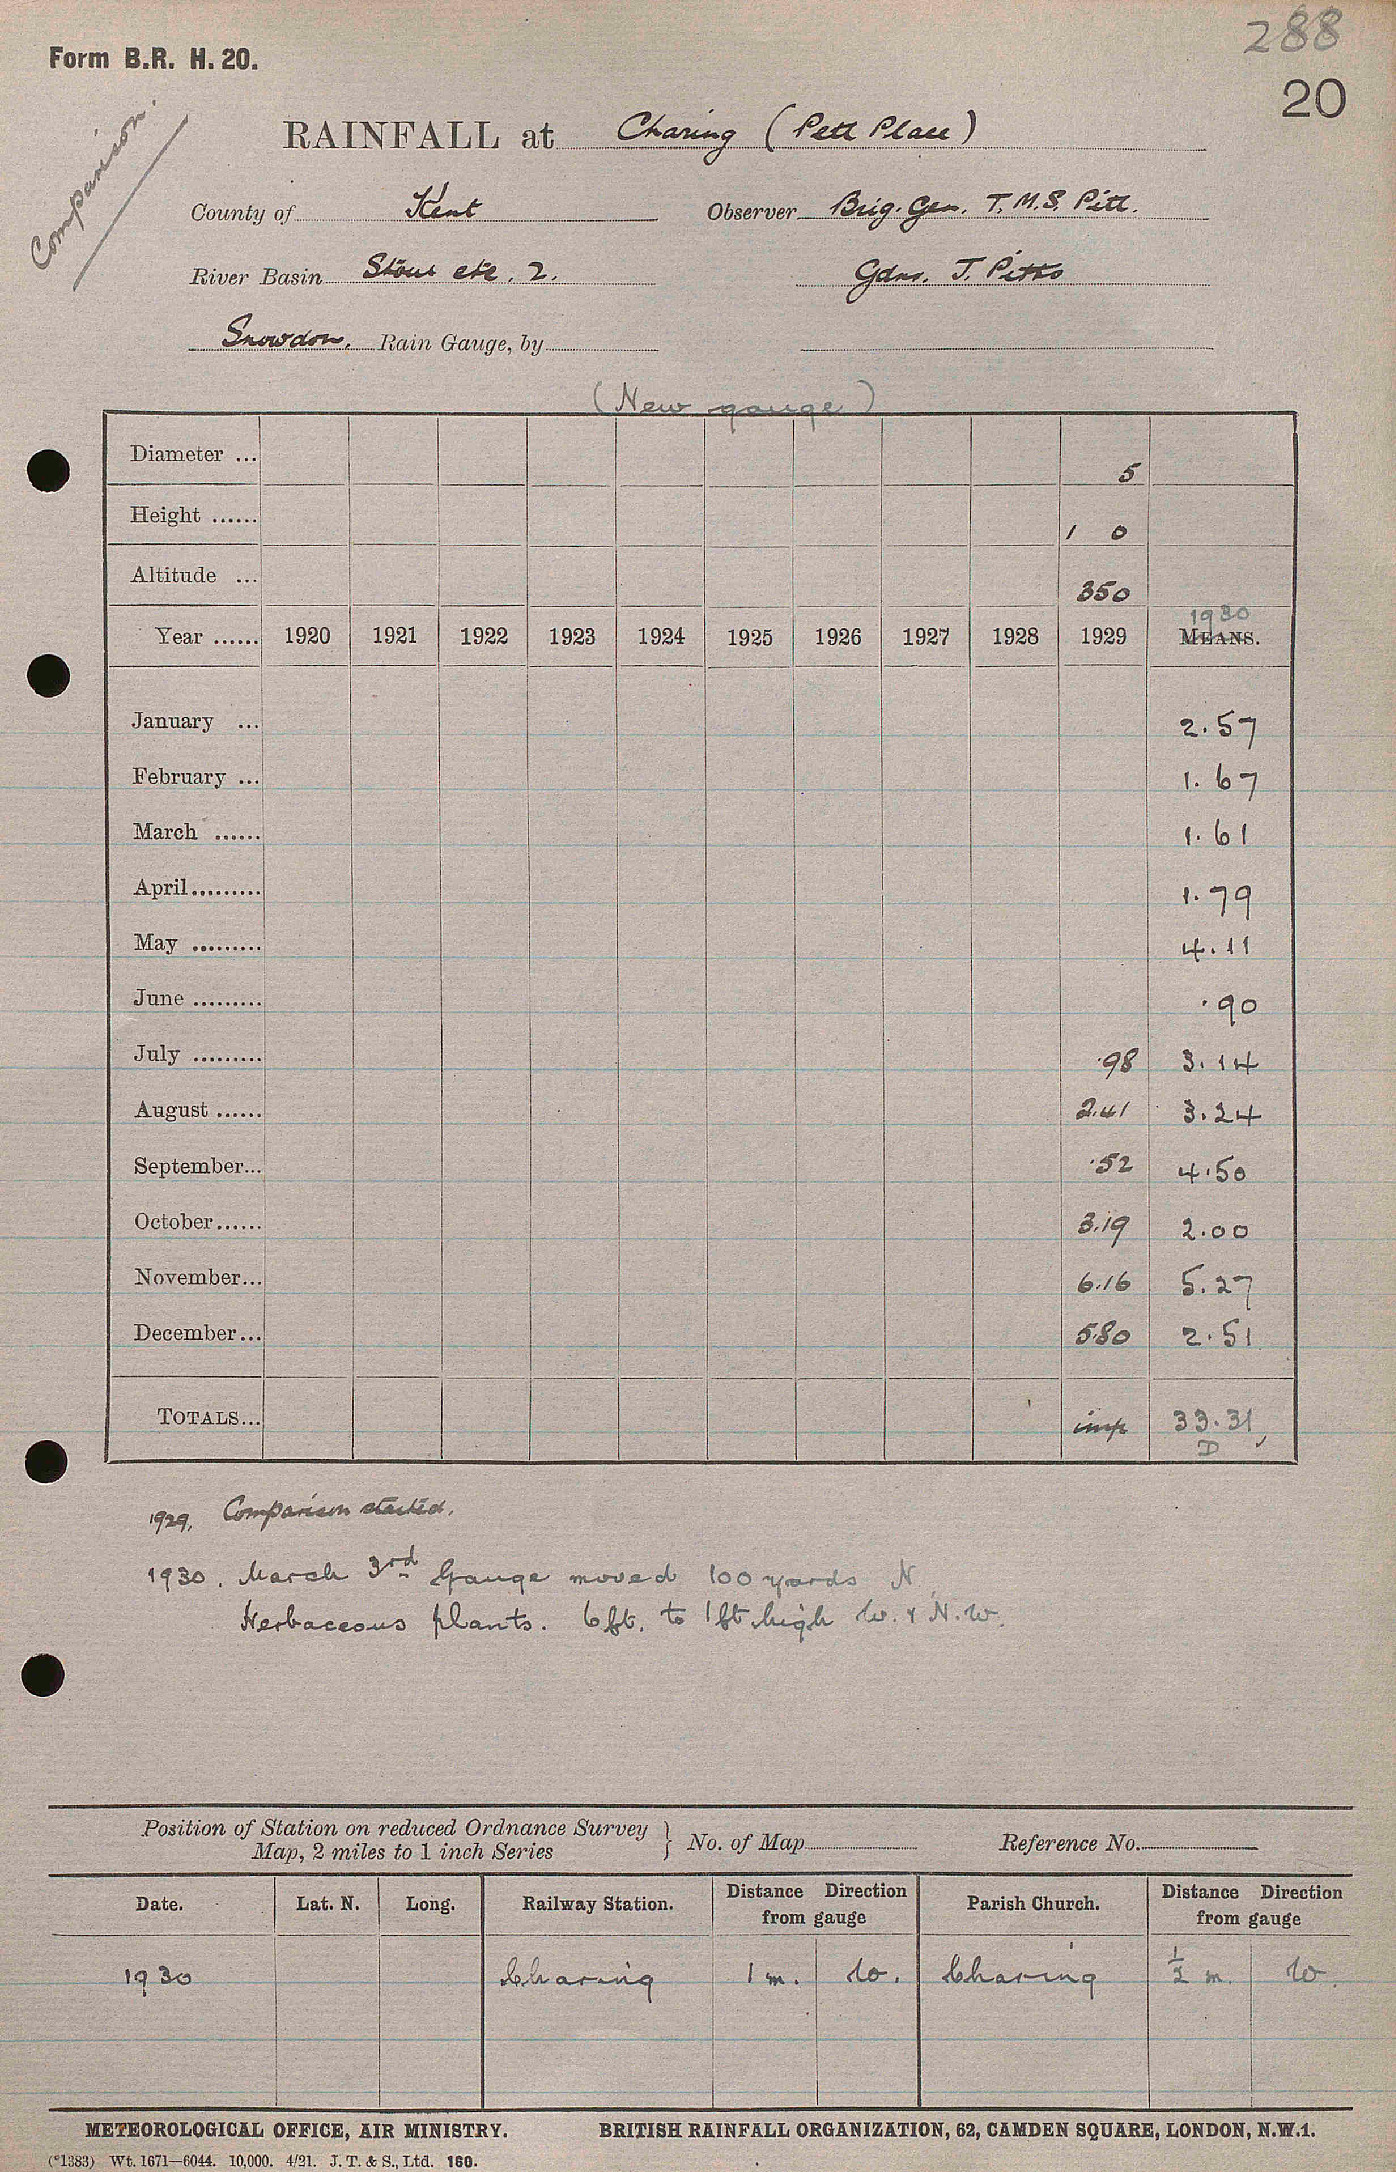 288
Form B.R. H. 20.
20
Comparison.
RAINFALL at Charing (Pett Place)
County of Kent Observer Brig. Gen. T. M. S. Pitt.
River Basin Stour etc. 2. Gdnr. J. Pitts
Snowdon. Rain Gauge, by
(New gauge)
Diameter ... 5
Height ...... 1 0
Altitude ... 350
1930
Year ...... 1920 1921 1922 1923 1924 1925 1926 1927 1928 1929 MEANS.
January ... 2.57
February ... 1.67
March ...... 1.61
April......... 1.79
May ......... 4.11
June ......... .90
July ......... .98 3.14
August ...... 2.41 3.24
September... .52 4.50
October...... 3.19 2.00
November... 6.16 5.27
December... 5.80 2.51
TOTALS... imp 33.31
D
1929. Comparison started.
1930. March 3rd Gauge moved 100 yards N
Herbaceous plants. 6ft. to 1ft high W. & N.W.
Position of Station on reduced Ordnance Survey
Map, 2 miles to 1 inch Series } No. of Map Reference No.
Date. Lat. N. Long. Railway Station. Distance Direction from gauge Parish Church. Distance Direction from gauge
1930 Charing 1 m. W. Charing 1/2 m. W.
METEOROLOGICAL OFFICE, AIR MINISTRY. BRITISH RAINFALL ORGANIZATION, 62, CAMDEN SQUARE, LONDON, N.W.1.
(*1383) Wt. 1671—6044. 10,000. 4/21. J. T. & S., Ltd. 160.